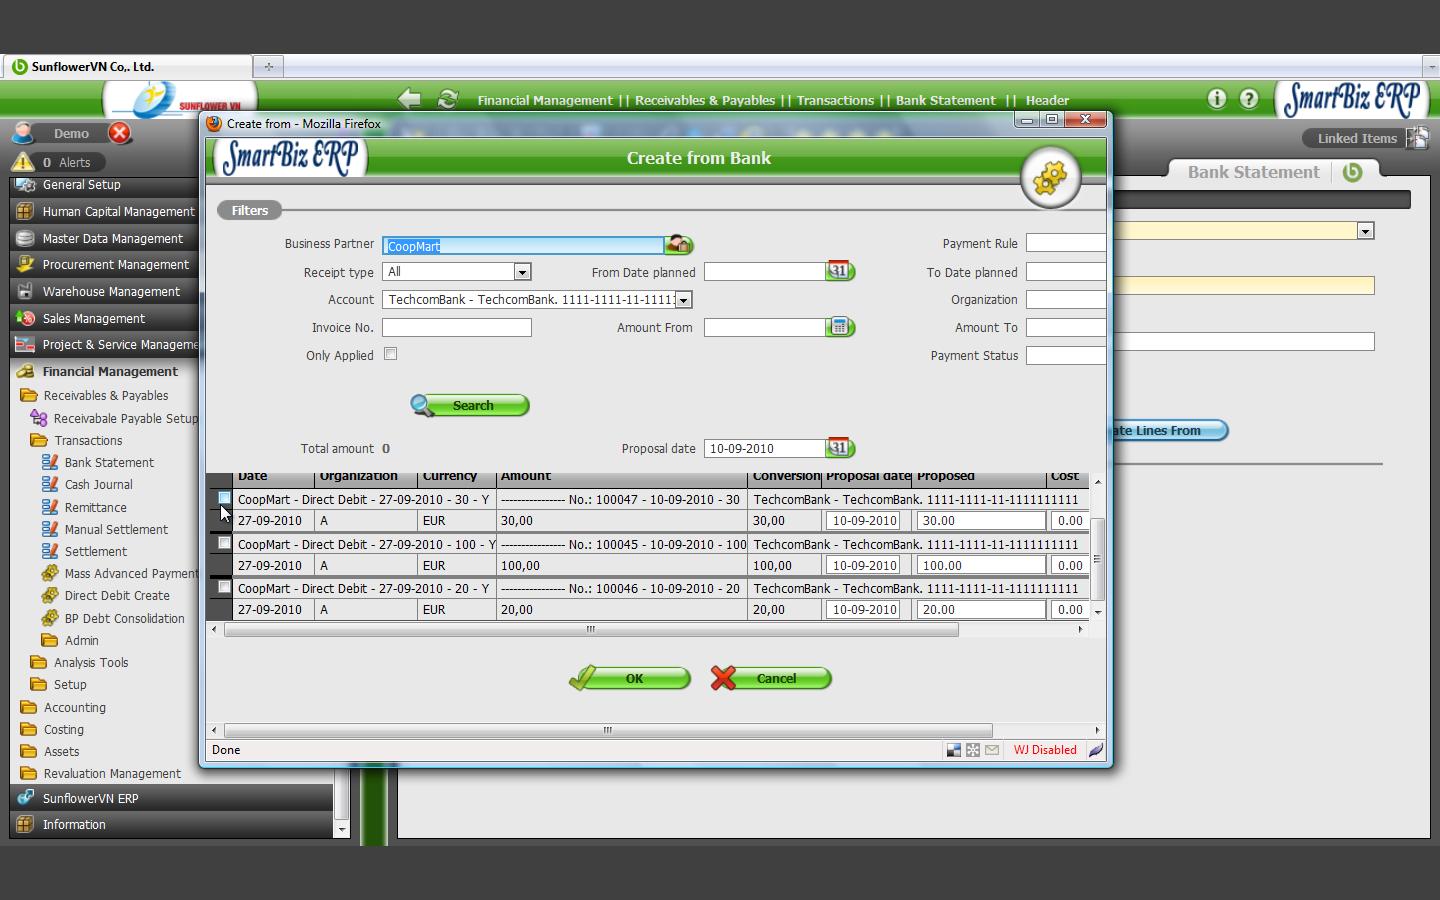 SunflowerVN Co,. Ltd.
SUNFLOWER VN
Financial Management || Receivables & Payables || Transactions || Bank Statement || Header
SmartBiz ERP
Demo
Linked Items
0 Alerts
Bank Statement
General Setup
Human Capital Management
Master Data Management
Procurement Management
Warehouse Management
Sales Management
Project & Service Manageme
Financial Management
Receivables & Payables
Receivabale Payable Setup
Transactions
Bank Statement
Cash Journal
Remittance
Manual Settlement
Settlement
Mass Advanced Payment
Direct Debit Create
BP Debt Consolidation
Admin
Analysis Tools
Setup
Accounting
Costing
Assets
Revaluation Management
SunflowerVN ERP
Information
ate Lines From
Create from - Mozilla Firefox
SmartBiz ERP
Create from Bank
Filters
Business Partner CoopMart Payment Rule
Receipt type All From Date planned 31 To Date planned
Account TechcomBank - TechcomBank. 1111-1111-11-1111 Organization
Invoice No. Amount From Amount To
Only Applied Payment Status
Search
Total amount 0 Proposal date 10-09-2010 31
Date Organization Currency Amount Conversion Proposal date Proposed Cost
CoopMart - Direct Debit - 27-09-2010 - 30 - Y ---------------- No.: 100047 - 10-09-2010 - 30 TechcomBank - TechcomBank. 1111-1111-11-1111111111
27-09-2010 A EUR 30,00 30,00 10-09-2010 30.00 0.00
CoopMart - Direct Debit - 27-09-2010 - 100 - Y ---------------- No.: 100045 - 10-09-2010 - 100 TechcomBank - TechcomBank. 1111-1111-11-1111111111
27-09-2010 A EUR 100,00 100,00 10-09-2010 100.00 0.00
CoopMart - Direct Debit - 27-09-2010 - 20 - Y ---------------- No.: 100046 - 10-09-2010 - 20 TechcomBank - TechcomBank. 1111-1111-11-1111111111
27-09-2010 A EUR 20,00 20,00 10-09-2010 20.00 0.00
OK Cancel
Done WJ Disabled